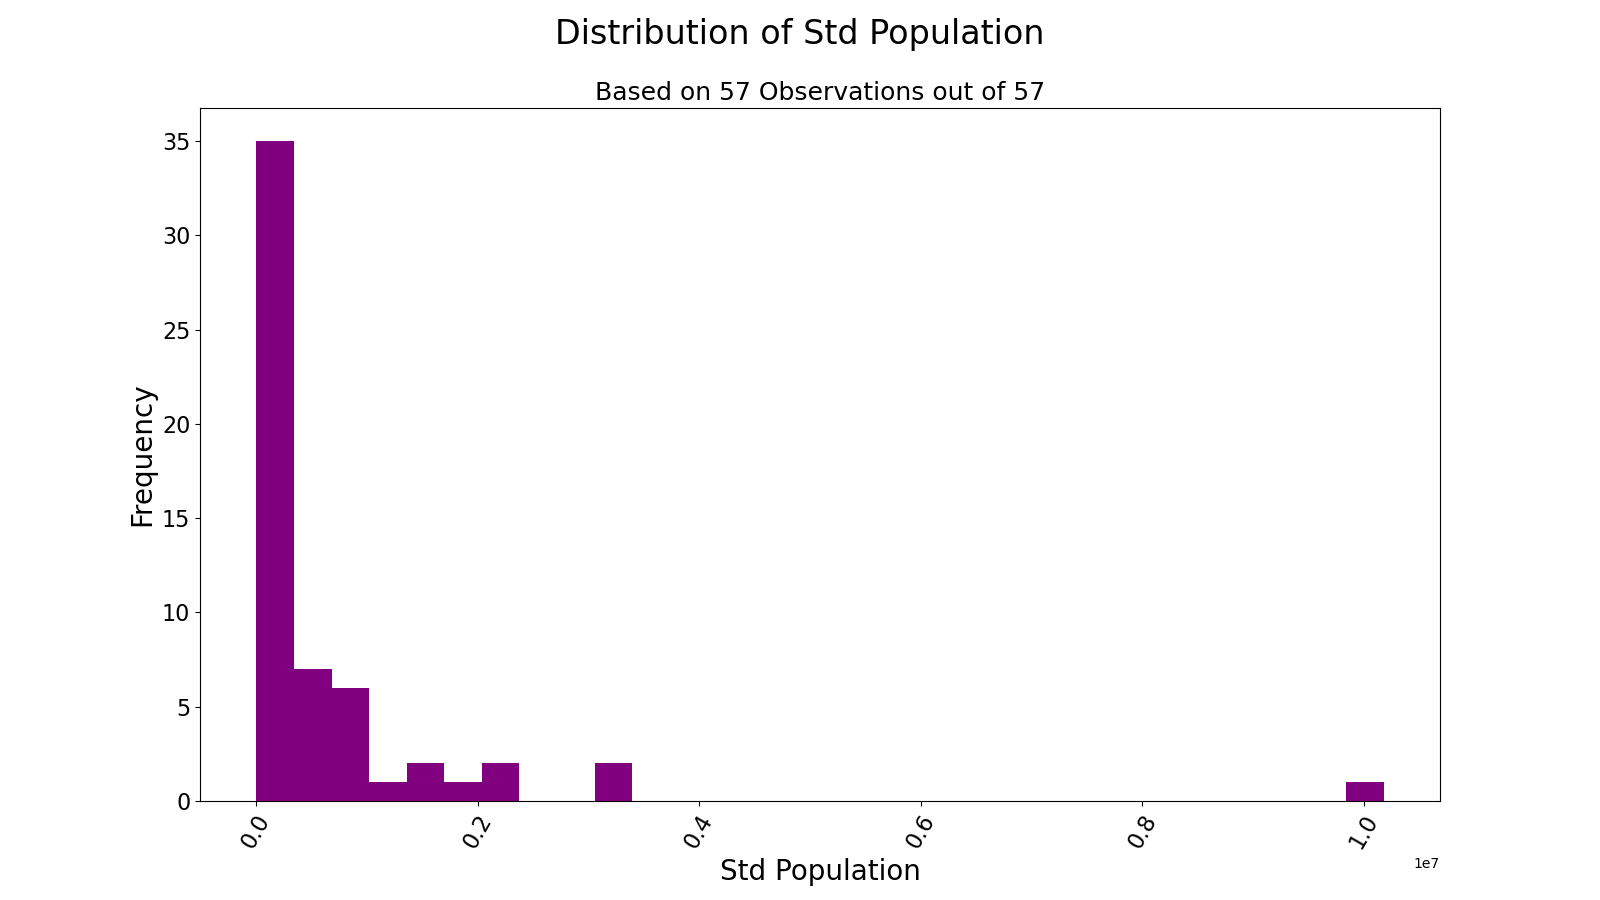 Distribution of Std Population
Based on 57 Observations out of 57
35
30
25
20
15
10
5
0
Frequency
0.0 0.2 0.4 0.6 0.8 1.0
1e7
Std Population